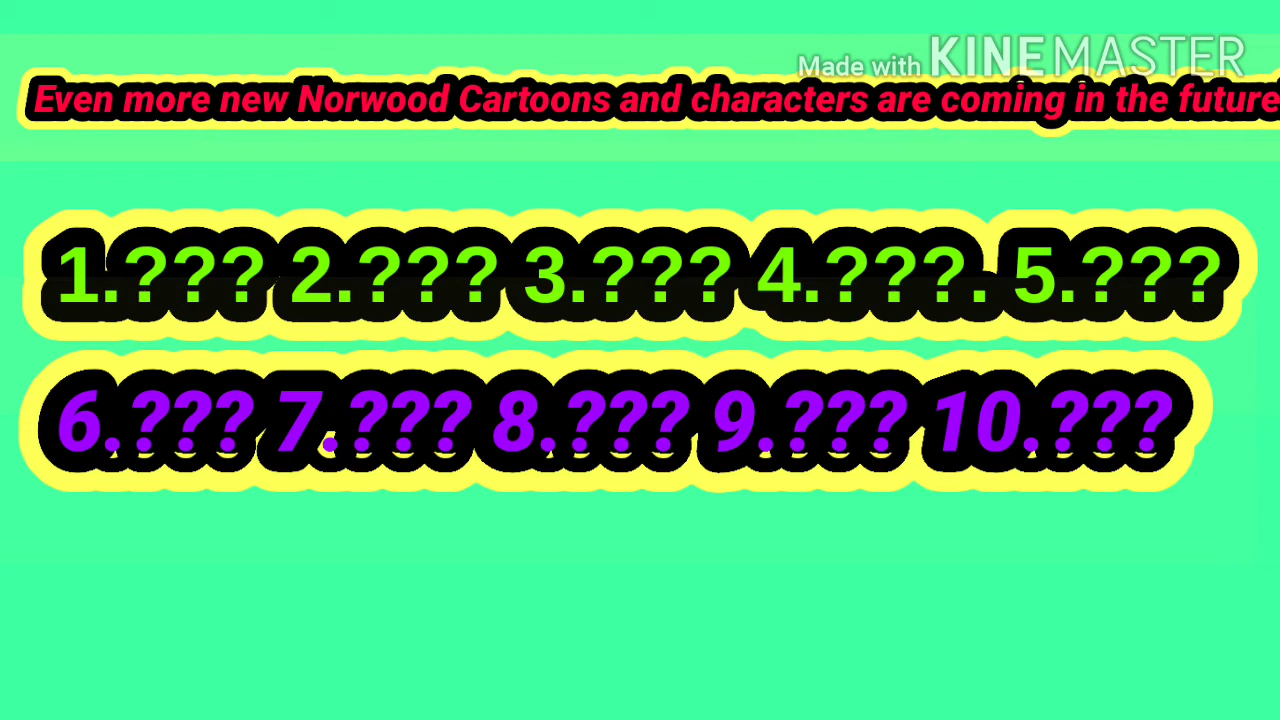 Made with KINEMASTER
Even more new Norwood Cartoons and characters are coming in the future
1.??? 2.??? 3.??? 4.???. 5.???
6.??? 7.??? 8.??? 9.??? 10.???